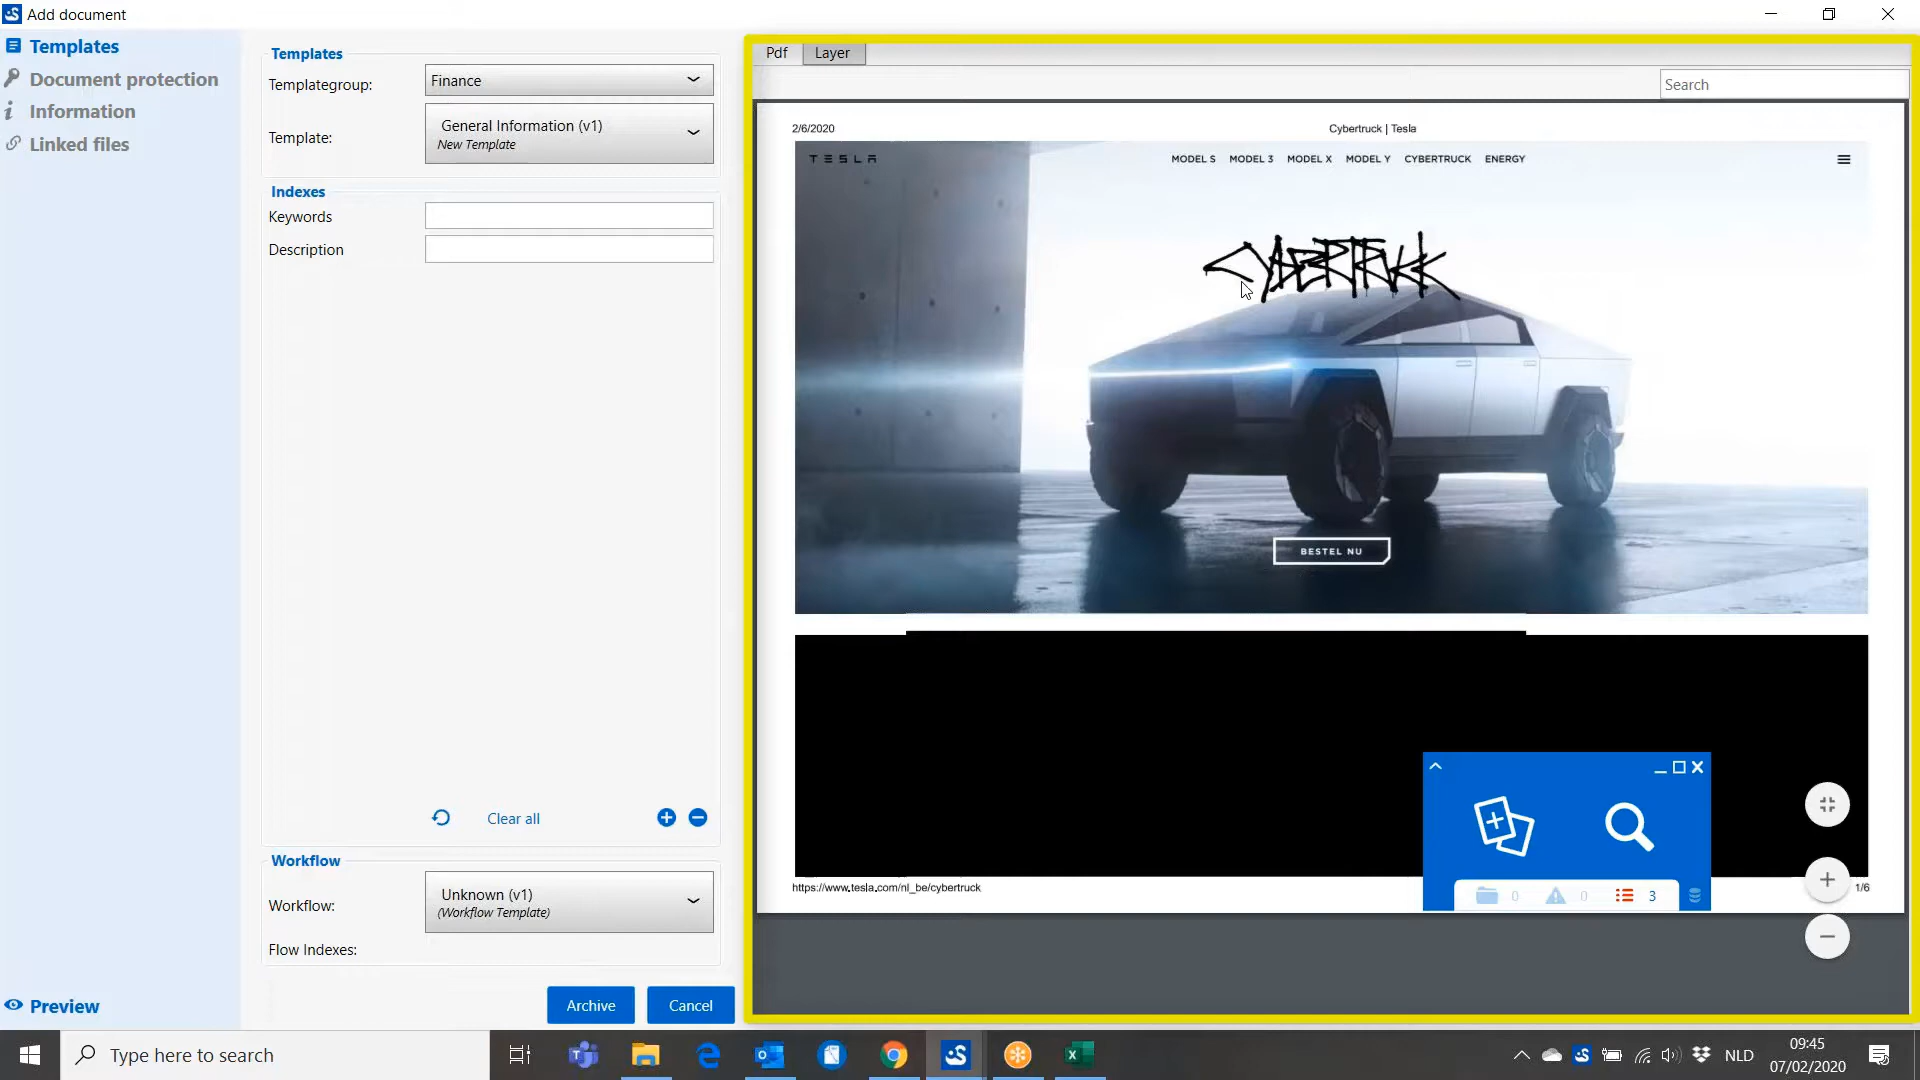 Add document
Templates
Document protection
Information
Linked files
Templates
Templategroup:
Finance
Template:
General Information (v1)
New Template
Indexes
Keywords
Description
Clear all
Workflow
Workflow:
Unknown (v1)
(Workflow Template)
Flow Indexes:
Preview
Archive
Cancel
Pdf
Layer
Search
2/6/2020
Cybertruck | Tesla
TESLA
MODEL S MODEL 3 MODEL X MODEL Y CYBERTRUCK ENERGY
CYBERTRUCK
BESTEL NU
https://www.tesla.com/nl_be/cybertruck
1/6
0
0
3
Type here to search
NLD
09:45
07/02/2020